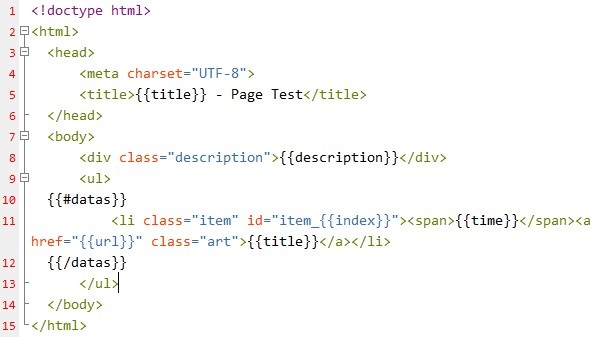 1 <!doctype html>
2 <html>
3 <head>
4 <meta charset="UTF-8">
5 <title>{{title}} - Page Test</title>
6 </head>
7 <body>
8 <div class="description">{{description}}</div>
9 <ul>
10 {{#datas}}
11 <li class="item" id="item_{{index}}"><span>{{time}}</span><a
href="{{url}}" class="art">{{title}}</a></li>
12 {{/datas}}
13 </ul>
14 </body>
15 </html>